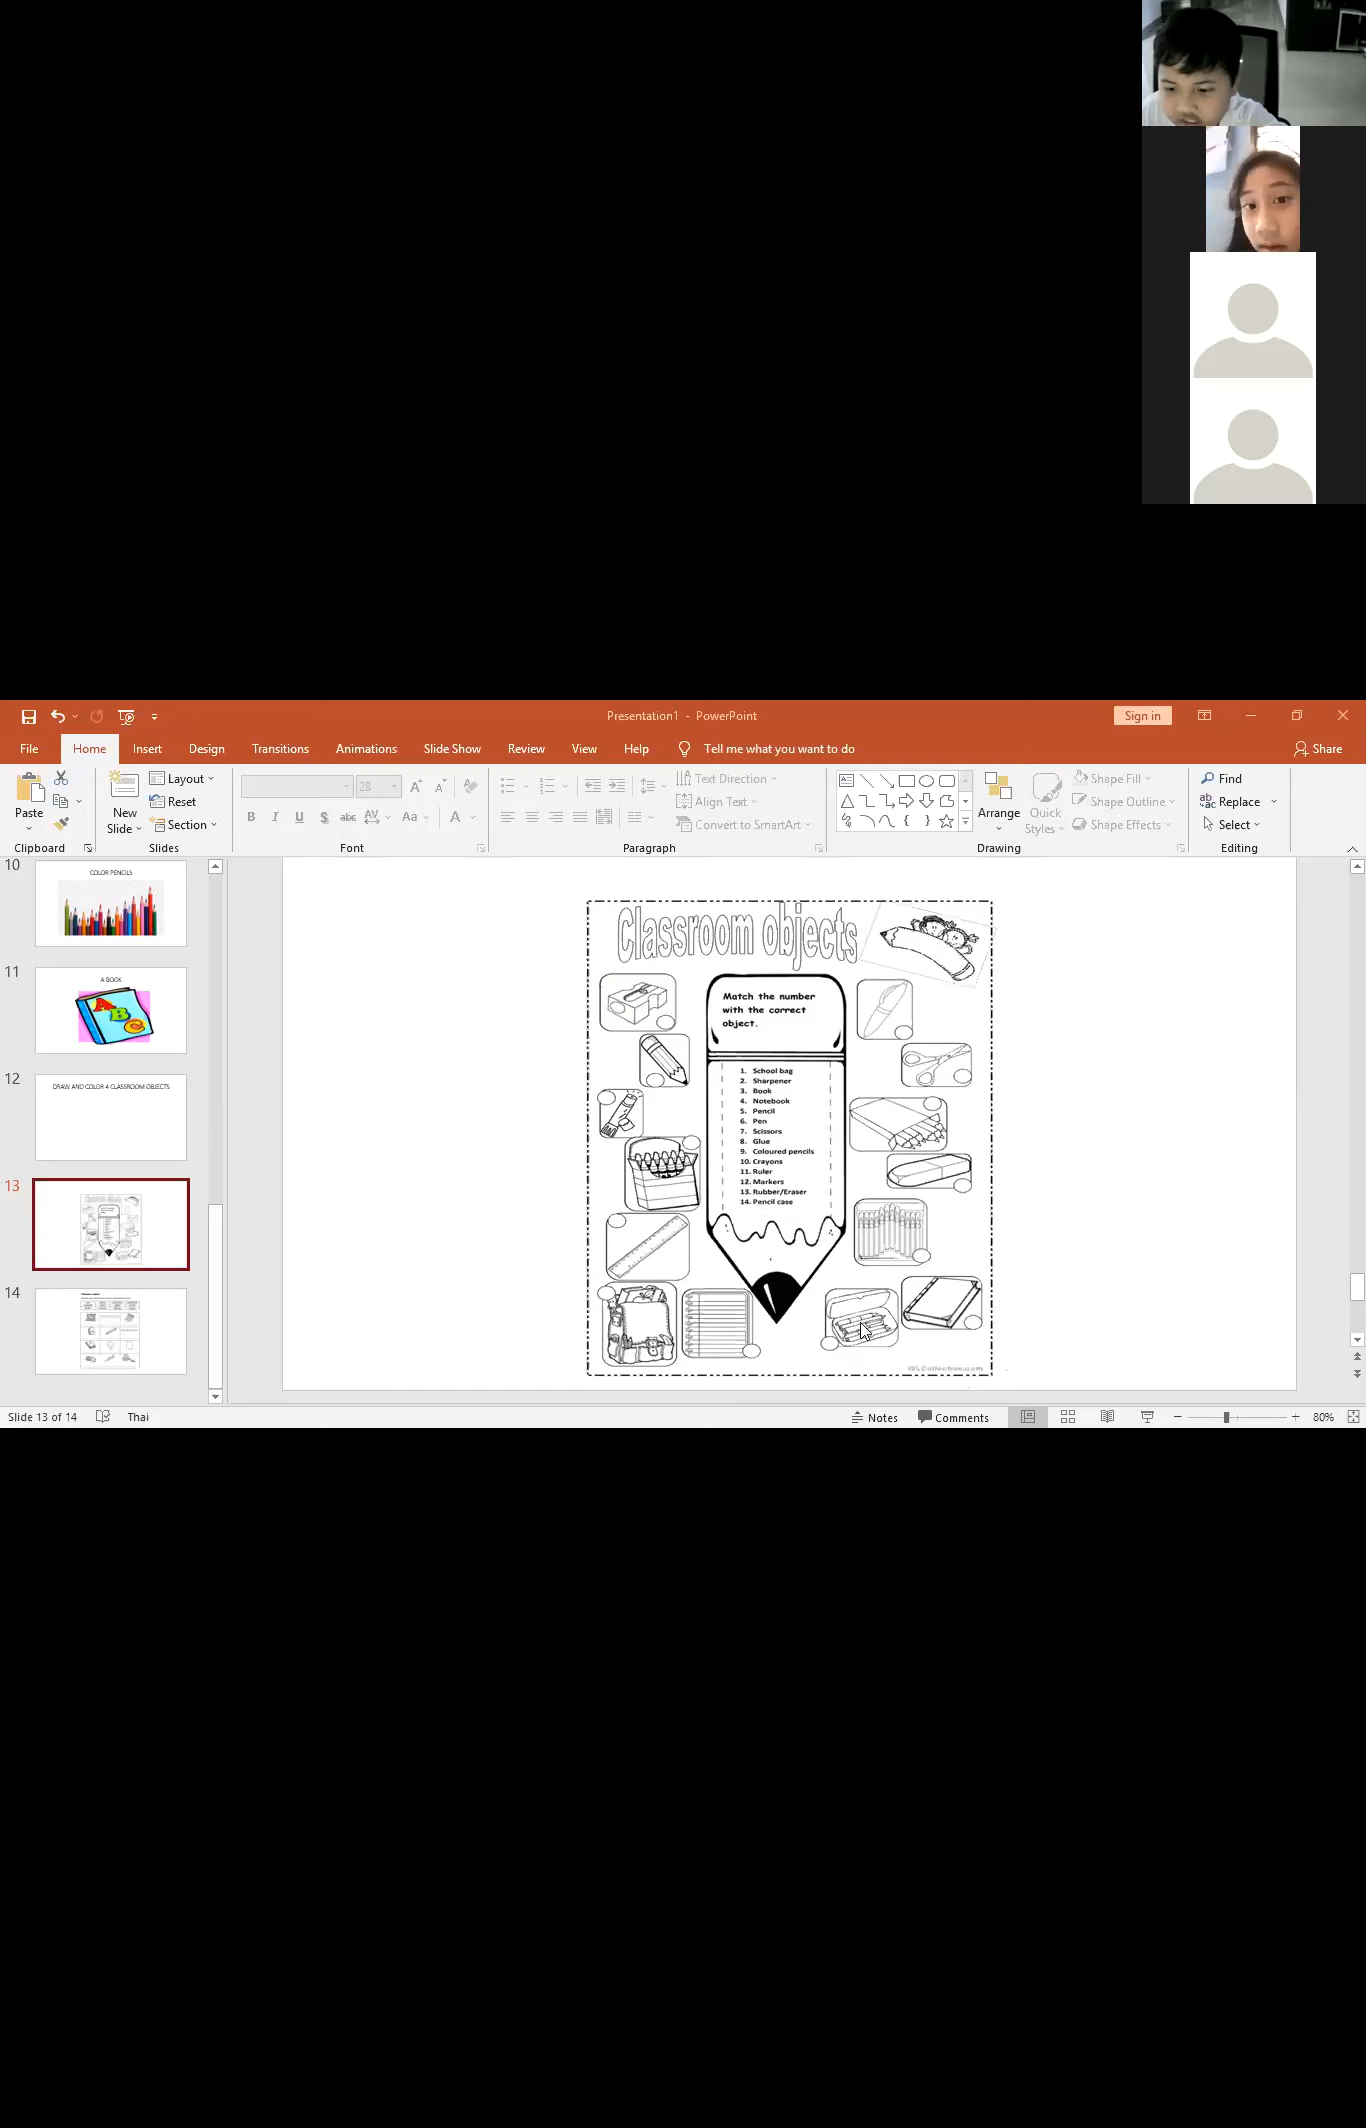 Presentation1 - PowerPoint
Sign in
File Home Insert Design Transitions Animations Slide Show Review View Help Tell me what you want to do Share
Paste
Clipboard
New Slide
Layout
Reset
Section
Slides
28
B I U S abc AV Aa A
Font
Text Direction
Align Text
Convert to SmartArt
Paragraph
Arrange
Quick Styles
Shape Fill
Shape Outline
Shape Effects
Drawing
Find
Replace
Select
Editing
10
COLOR PENCILS
11
A BOOK
A B C
12
DRAW AND COLOR 4 CLASSROOM OBJECTS
13
14
Classroom objects
Match the number
with the correct
object.
1. School bag
2. Sharpener
3. Book
4. Notebook
5. Pencil
6. Pen
7. Scissors
8. Glue
9. Coloured pencils
10. Crayons
11. Ruler
12. Markers
13. Rubber/Eraser
14. Pencil case
iSLCollective.com
Slide 13 of 14 Thai Notes Comments 80%